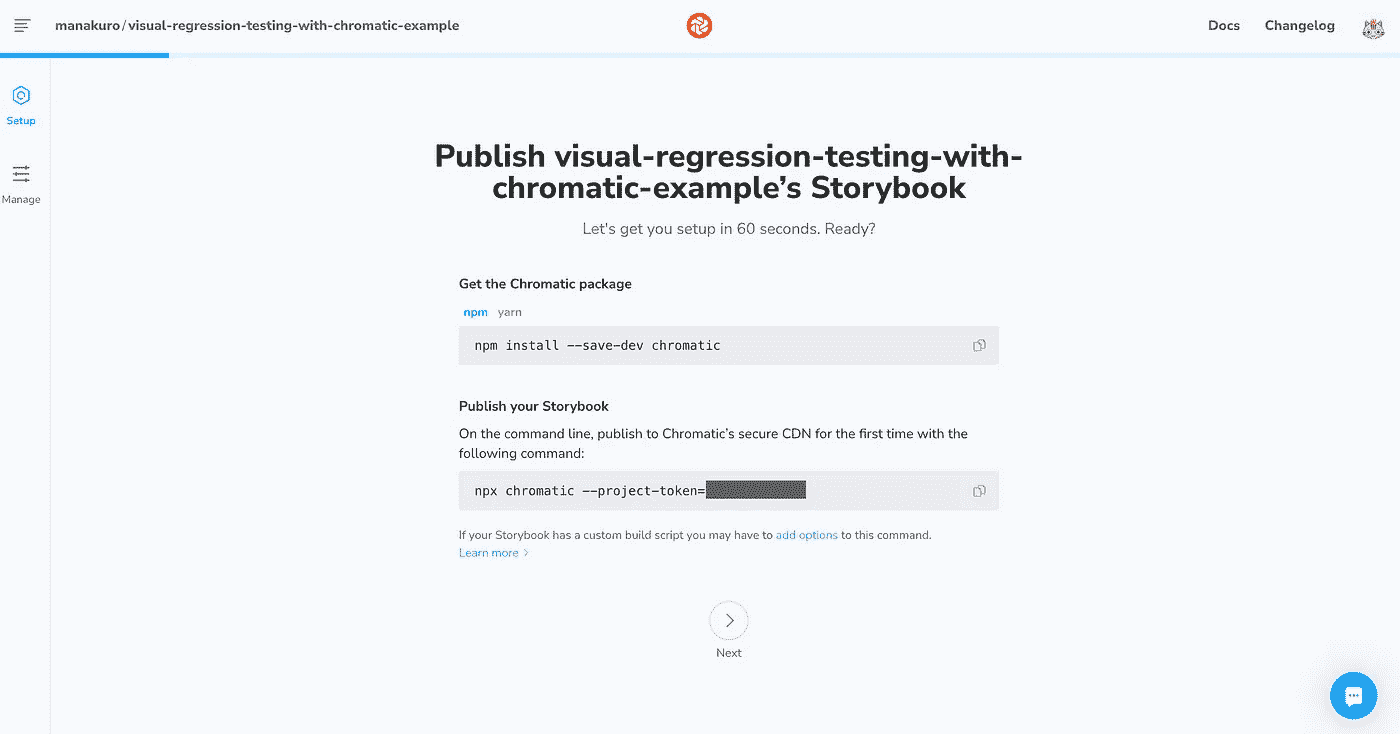 manakuro/visual-regression-testing-with-chromatic-example
Docs
Changelog
Setup
Manage
Publish visual-regression-testing-with-
chromatic-example’s Storybook
Let's get you setup in 60 seconds. Ready?
Get the Chromatic package
npm yarn
npm install --save-dev chromatic
Publish your Storybook
On the command line, publish to Chromatic’s secure CDN for the first time with the
following command:
npx chromatic --project-token=
If your Storybook has a custom build script you may have to add options to this command.
Learn more
Next